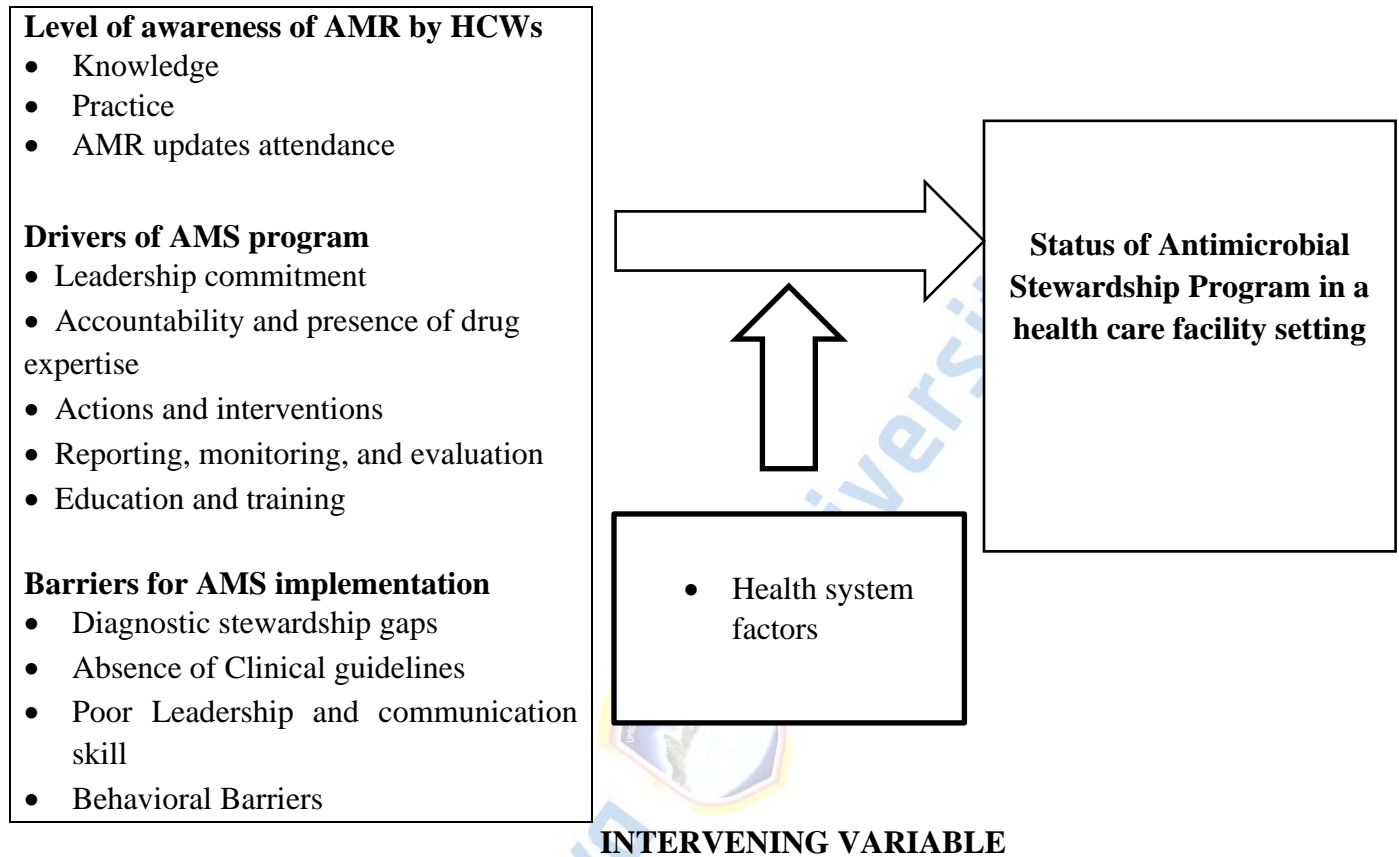 Level of awareness of AMR by HCWs
• Knowledge
• Practice
• AMR updates attendance
Drivers of AMS program
• Leadership commitment
• Accountability and presence of drug
expertise
• Actions and interventions
• Reporting, monitoring, and evaluation
• Education and training
Barriers for AMS implementation
• Diagnostic stewardship gaps
• Absence of Clinical guidelines
• Poor Leadership and communication
skill
• Behavioral Barriers
Status of Antimicrobial
Stewardship Program in a
health care facility setting
• Health system
factors
INTERVENING VARIABLE